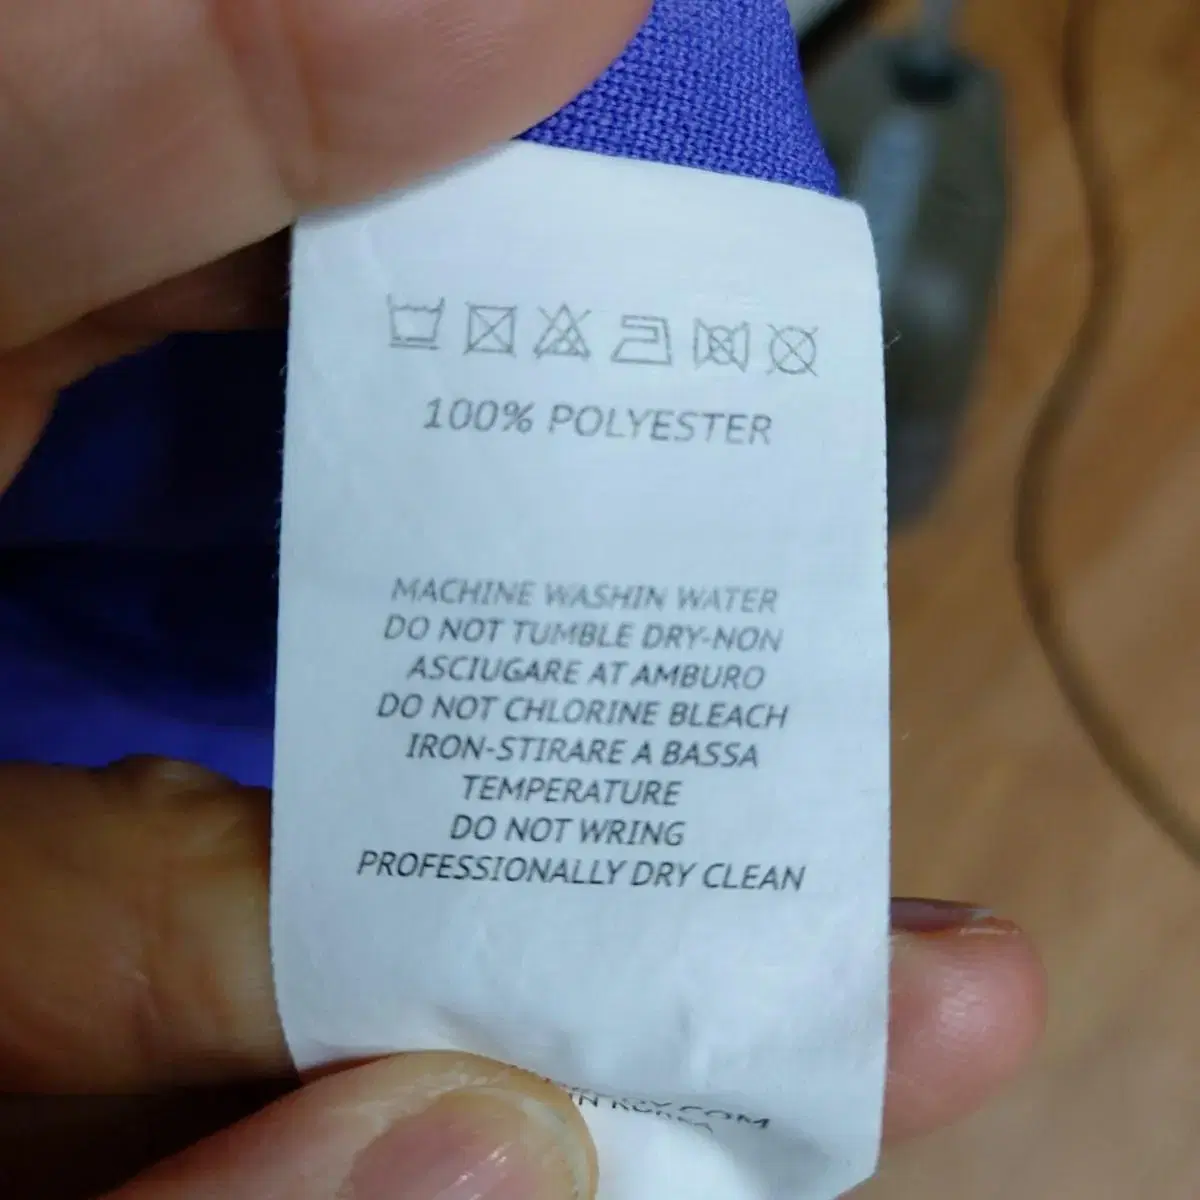 100% POLYESTER
MACHINE WASHIN WATER
DO NOT TUMBLE DRY-NON
ASCIUGARE AT AMBURO
DO NOT CHLORINE BLEACH
IRON-STIRARE A BASSA
TEMPERATURE
DO NOT WRING
PROFESSIONALLY DRY CLEAN